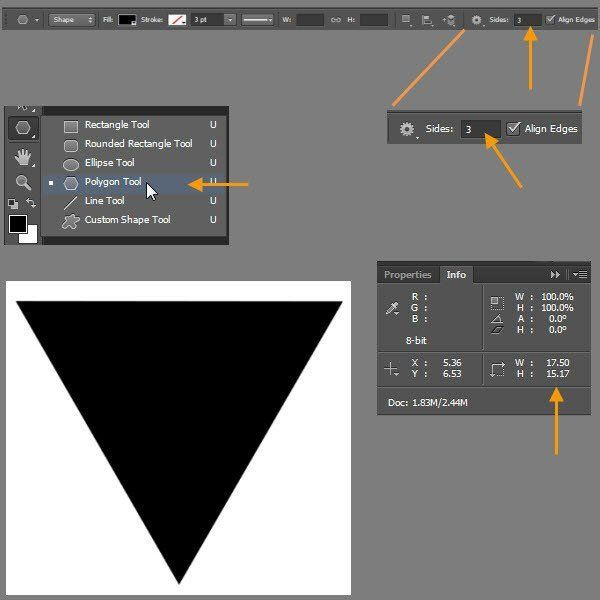 Shape Fill: Stroke: 3 pt W: H: Sides: 3 Align Edges
Sides: 3 Align Edges
Rectangle Tool U
Rounded Rectangle Tool U
Ellipse Tool U
Polygon Tool U
Line Tool U
Custom Shape Tool U
Properties Info
R : W : 100.0%
G : H : 100.0%
B : A : 0.0°
H : 0.0°
8-bit
X : 5.36 W : 17.50
Y : 6.53 H : 15.17
Doc: 1.83M/2.44M